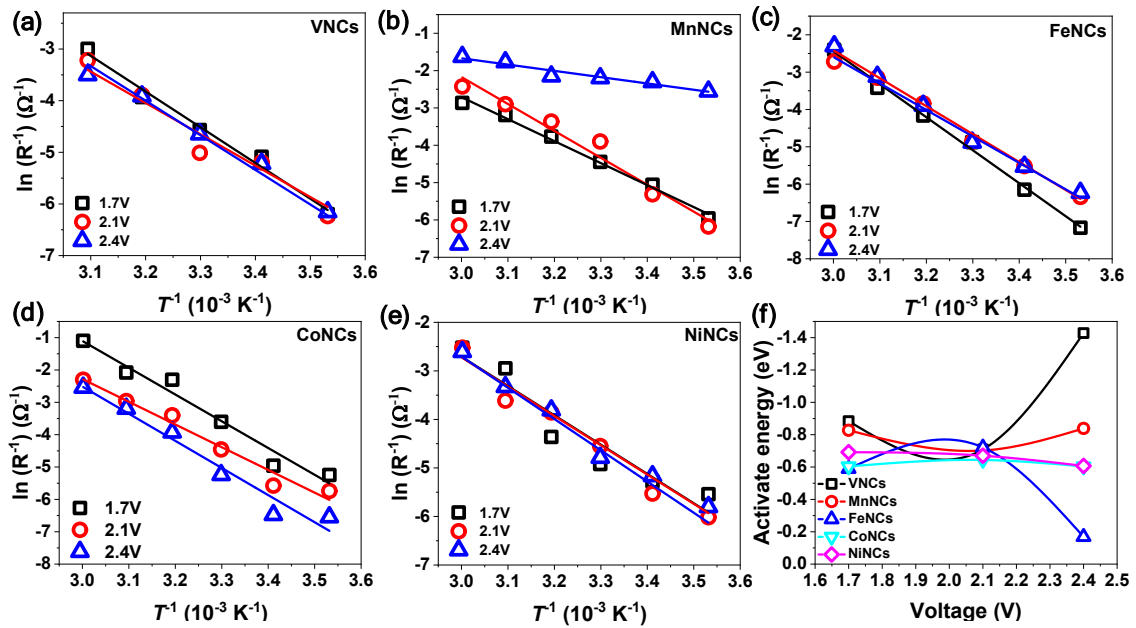 (a)
VNCs
ln (R⁻¹) (Ω⁻¹)
-3
-4
-5
-6
-7
1.7V
2.1V
2.4V
3.1 3.2 3.3 3.4 3.5 3.6
T⁻¹ (10⁻³ K⁻¹)
(b)
MnNCs
ln (R⁻¹) (Ω⁻¹)
-1
-2
-3
-4
-5
-6
-7
1.7V
2.1V
2.4V
3.0 3.1 3.2 3.3 3.4 3.5 3.6
T⁻¹ (10⁻³ K⁻¹)
(c)
FeNCs
ln (R⁻¹) (Ω⁻¹)
-2
-3
-4
-5
-6
-7
-8
1.7V
2.1V
2.4V
3.0 3.1 3.2 3.3 3.4 3.5 3.6
T⁻¹ (10⁻³ K⁻¹)
(d)
CoNCs
ln (R⁻¹) (Ω⁻¹)
-1
-2
-3
-4
-5
-6
-7
-8
1.7V
2.1V
2.4V
3.0 3.1 3.2 3.3 3.4 3.5 3.6
T⁻¹ (10⁻³ K⁻¹)
(e)
NiNCs
ln (R⁻¹) (Ω⁻¹)
-2
-3
-4
-5
-6
-7
1.7V
2.1V
2.4V
3.0 3.1 3.2 3.3 3.4 3.5 3.6
T⁻¹ (10⁻³ K⁻¹)
(f)
Activate energy (eV)
-1.4
-1.2
-1.0
-0.8
-0.6
-0.4
-0.2
0.0
VNCs
MnNCs
FeNCs
CoNCs
NiNCs
1.6 1.7 1.8 1.9 2.0 2.1 2.2 2.3 2.4 2.5
Voltage (V)